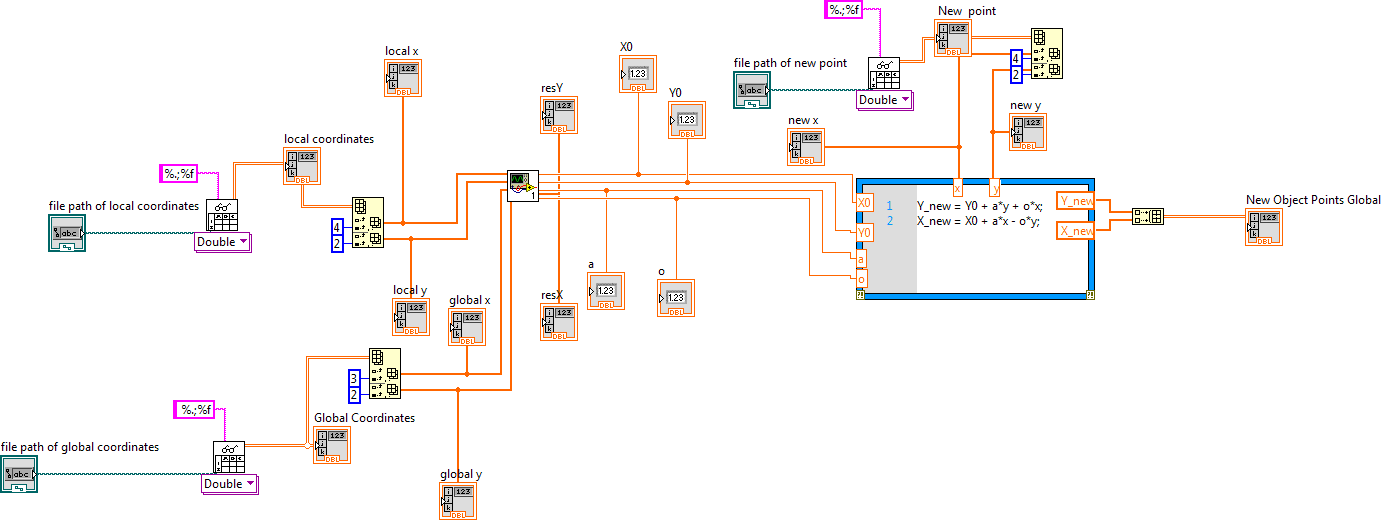 %.;%f
New point
X0
local x
file path of new point
4
2
Double
resY
Y0
new y
new x
local coordinates
%.;%f
file path of local coordinates
4
2
Double
1
x
y
X0
Y0
a
o
1 Y_new = Y0 + a*y + o*x;
2 X_new = X0 + a*x - o*y;
Y_new
X_new
New Object Points Global
a
o
local y
global x
resX
3
2
%.;%f
Global Coordinates
file path of global coordinates
Double
global y